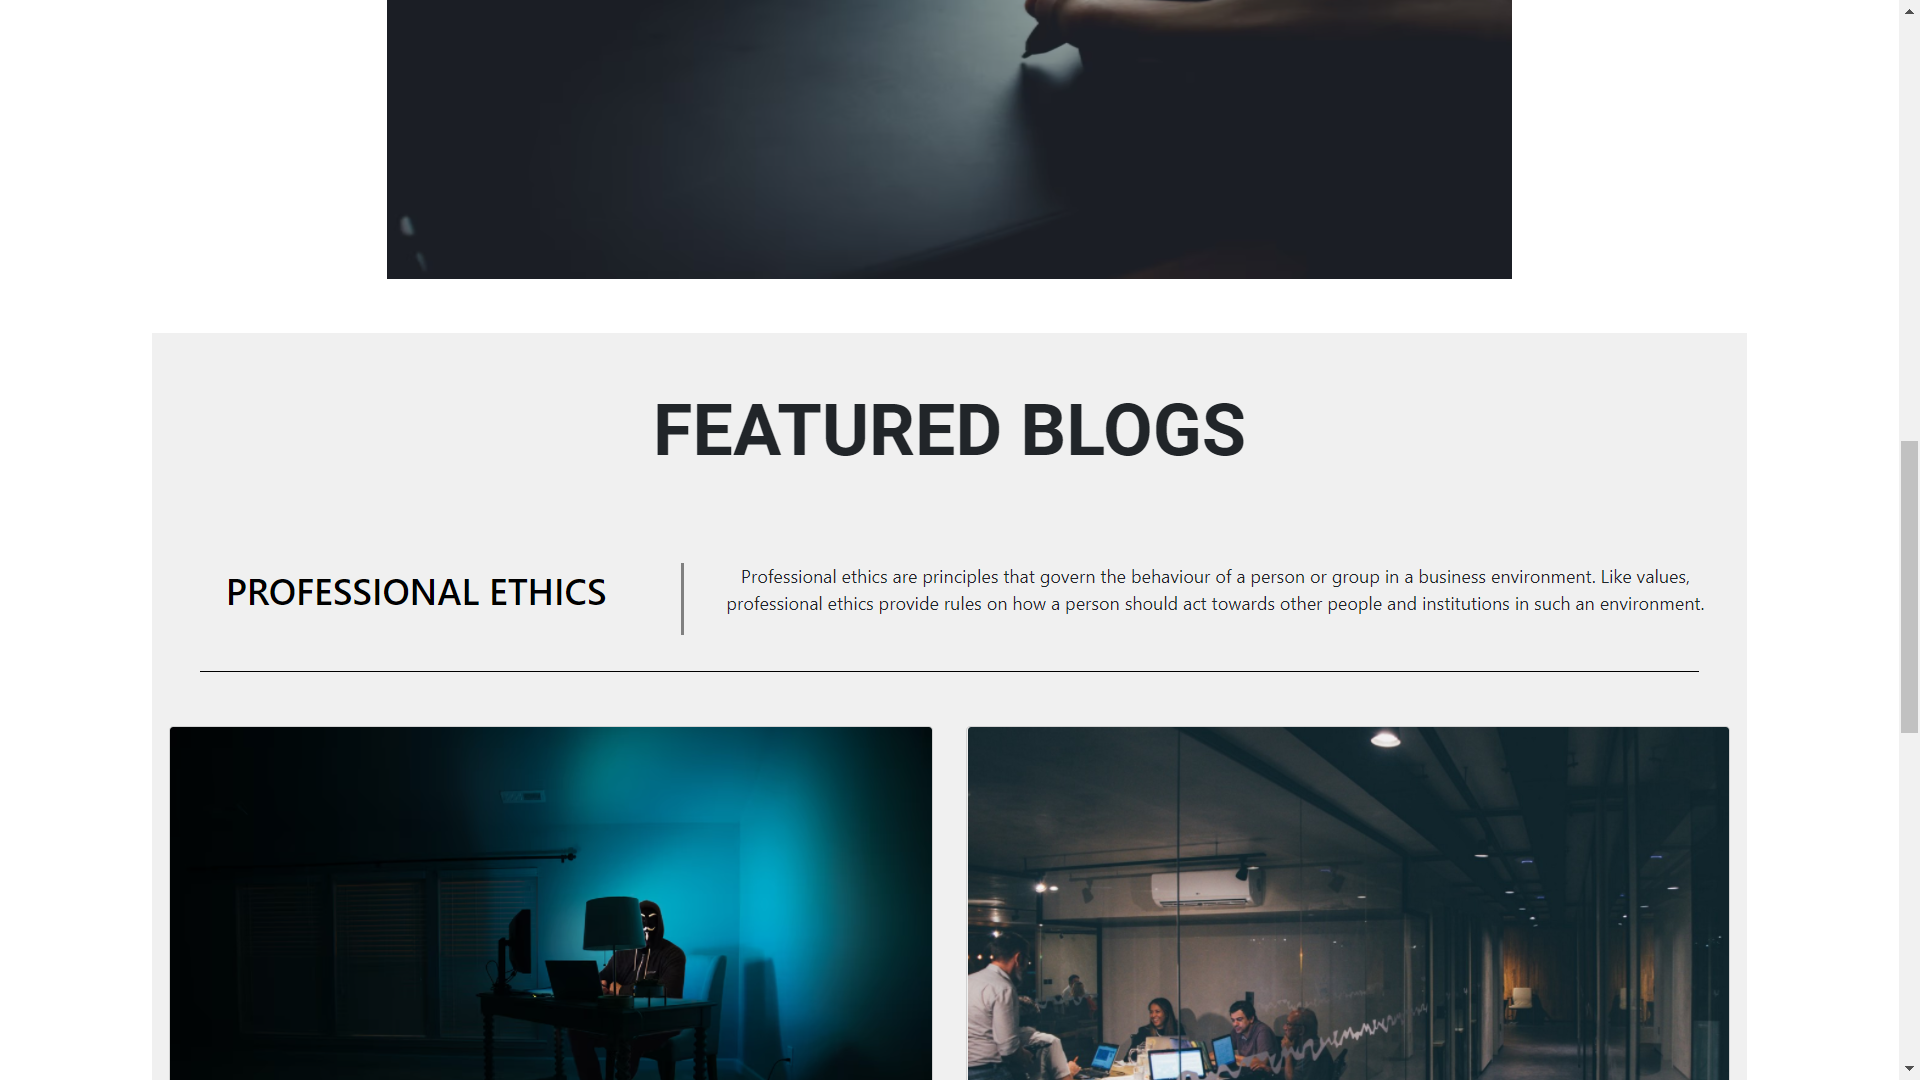 FEATURED BLOGS
PROFESSIONAL ETHICS
Professional ethics are principles that govern the behaviour of a person or group in a business environment. Like values,
professional ethics provide rules on how a person should act towards other people and institutions in such an environment.